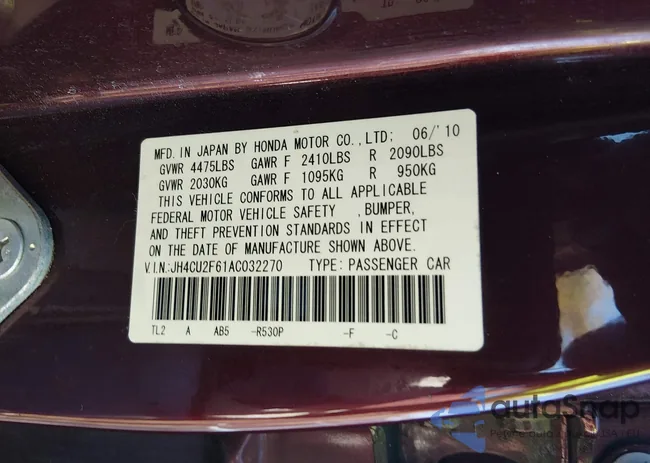 MFD. IN JAPAN BY HONDA MOTOR CO.,LTD: 06/'10
GVWR 4475LBS GAWR F 2410LBS R 2090LBS
GVWR 2030KG GAWR F 1095KG R 950KG
THIS VEHICLE CONFORMS TO ALL APPLICABLE
FEDERAL MOTOR VEHICLE SAFETY ,BUMPER,
AND THEFT PREVENTION STANDARDS IN EFFECT
ON THE DATE OF MANUFACTURE SHOWN ABOVE.
V.I.N:JH4CU2F61AC032270 TYPE: PASSENGER CAR
TL2 A AB5 -R530P -F -C
autoSnap